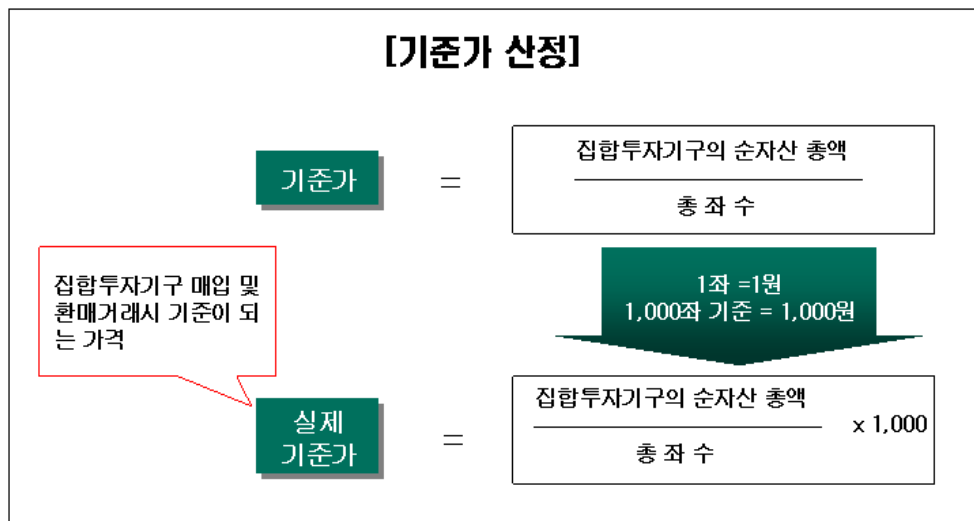 [기준가 산정]
기준가
=
집합투자기구의 순자산 총액
총 좌 수
집합투자기구 매입 및
환매거래시 기준이 되
는 가격
1좌 =1원
1,000좌 기준 = 1,000원
실제
기준가
=
집합투자기구의 순자산 총액
총 좌 수
x 1,000